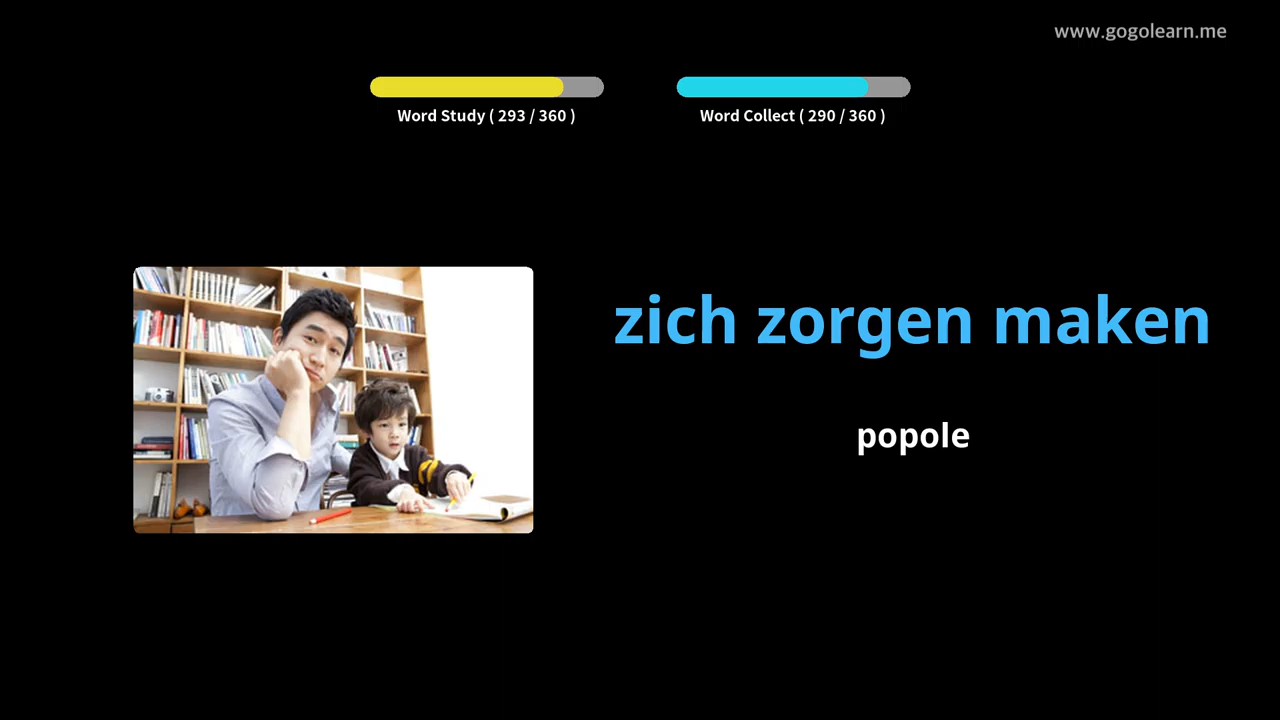 www.gogolearn.me
Word Study ( 293 / 360 )
Word Collect ( 290 / 360 )
zich zorgen maken
popole